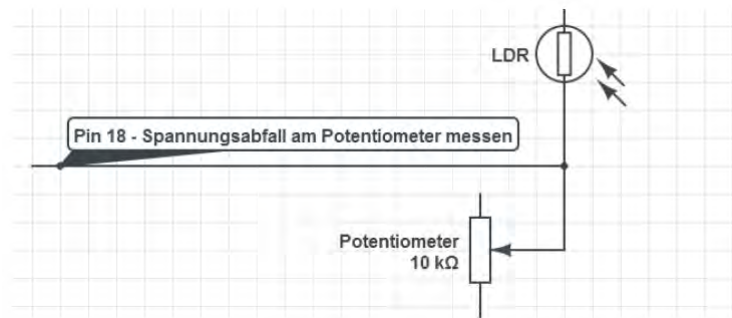 LDR
Pin 18 - Spannungsabfall am Potentiometer messen
Potentiometer
10 kΩ